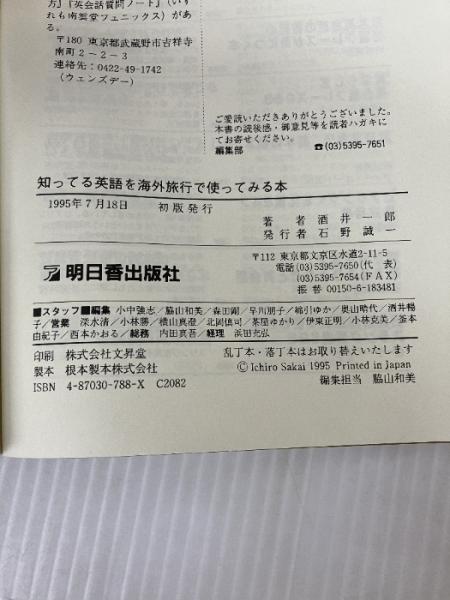 方』『英会話質問ノート』(いず
れも南雲堂フェニックス)があ
る。
〒180 東京都武蔵野市吉祥寺
南町2-2-3
連絡先:0422-49-1742
(ウェンズデー)
ご愛読いただきありがとうございました。
本書の読後感・御意見等を読者ハガキに
てお寄せください。
編集部 ☎(03)5395-7651
知ってる英語を海外旅行で使ってみる本
1995年7月18日 初版発行
著者 酒井一郎
発行者 石野誠一
〒112 東京都文京区水道2-11-5
電話(03)5395-7650(代表)
(03)5395-7654(FAX)
振替 00150-6-183481
明日香出版社
■スタッフ■編集 小中強志/脇山和美/森田剛/早川朋子/綿引ゆか/奥山晴代/酒井暢
子/営業 深水清/小林勝/横山真澄/北岡慎司/茶屋ゆかり/伊東正明/小林克美/釜本
由紀子/西本かおる/総務 内田真吾/経理 浜田充弘
印刷 株式会社文昇堂
製本 根本製本株式会社
ISBN 4-87030-788-X C2082
乱丁本・落丁本はお取り替えいたします
© Ichiro Sakai 1995 Printed in Japan
編集担当 脇山和美